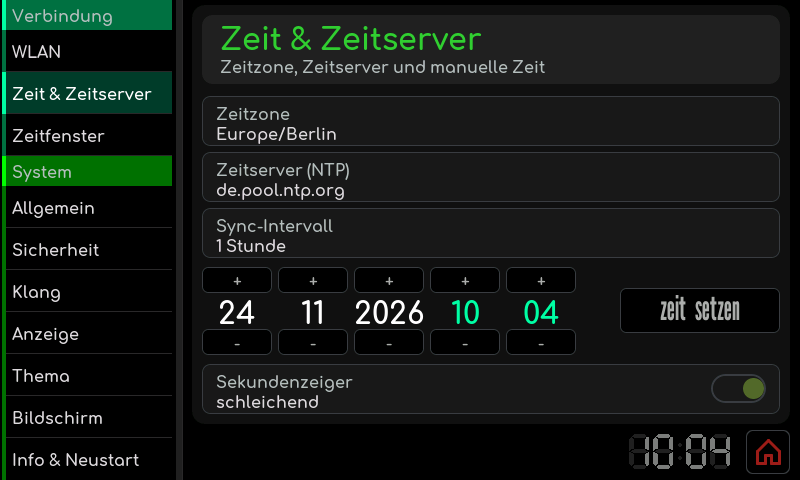 Verbindung
WLAN
Zeit & Zeitserver
Zeitfenster
System
Allgemein
Sicherheit
Klang
Anzeige
Thema
Bildschirm
Info & Neustart
Zeit & Zeitserver
Zeitzone, Zeitserver und manuelle Zeit
Zeitzone
Europe/Berlin
Zeitserver (NTP)
de.pool.ntp.org
Sync-Intervall
1 Stunde
+ + + + +
24 11 2026 10 04
- - - - -
zeit setzen
Sekundenzeiger
schleichend
10:04